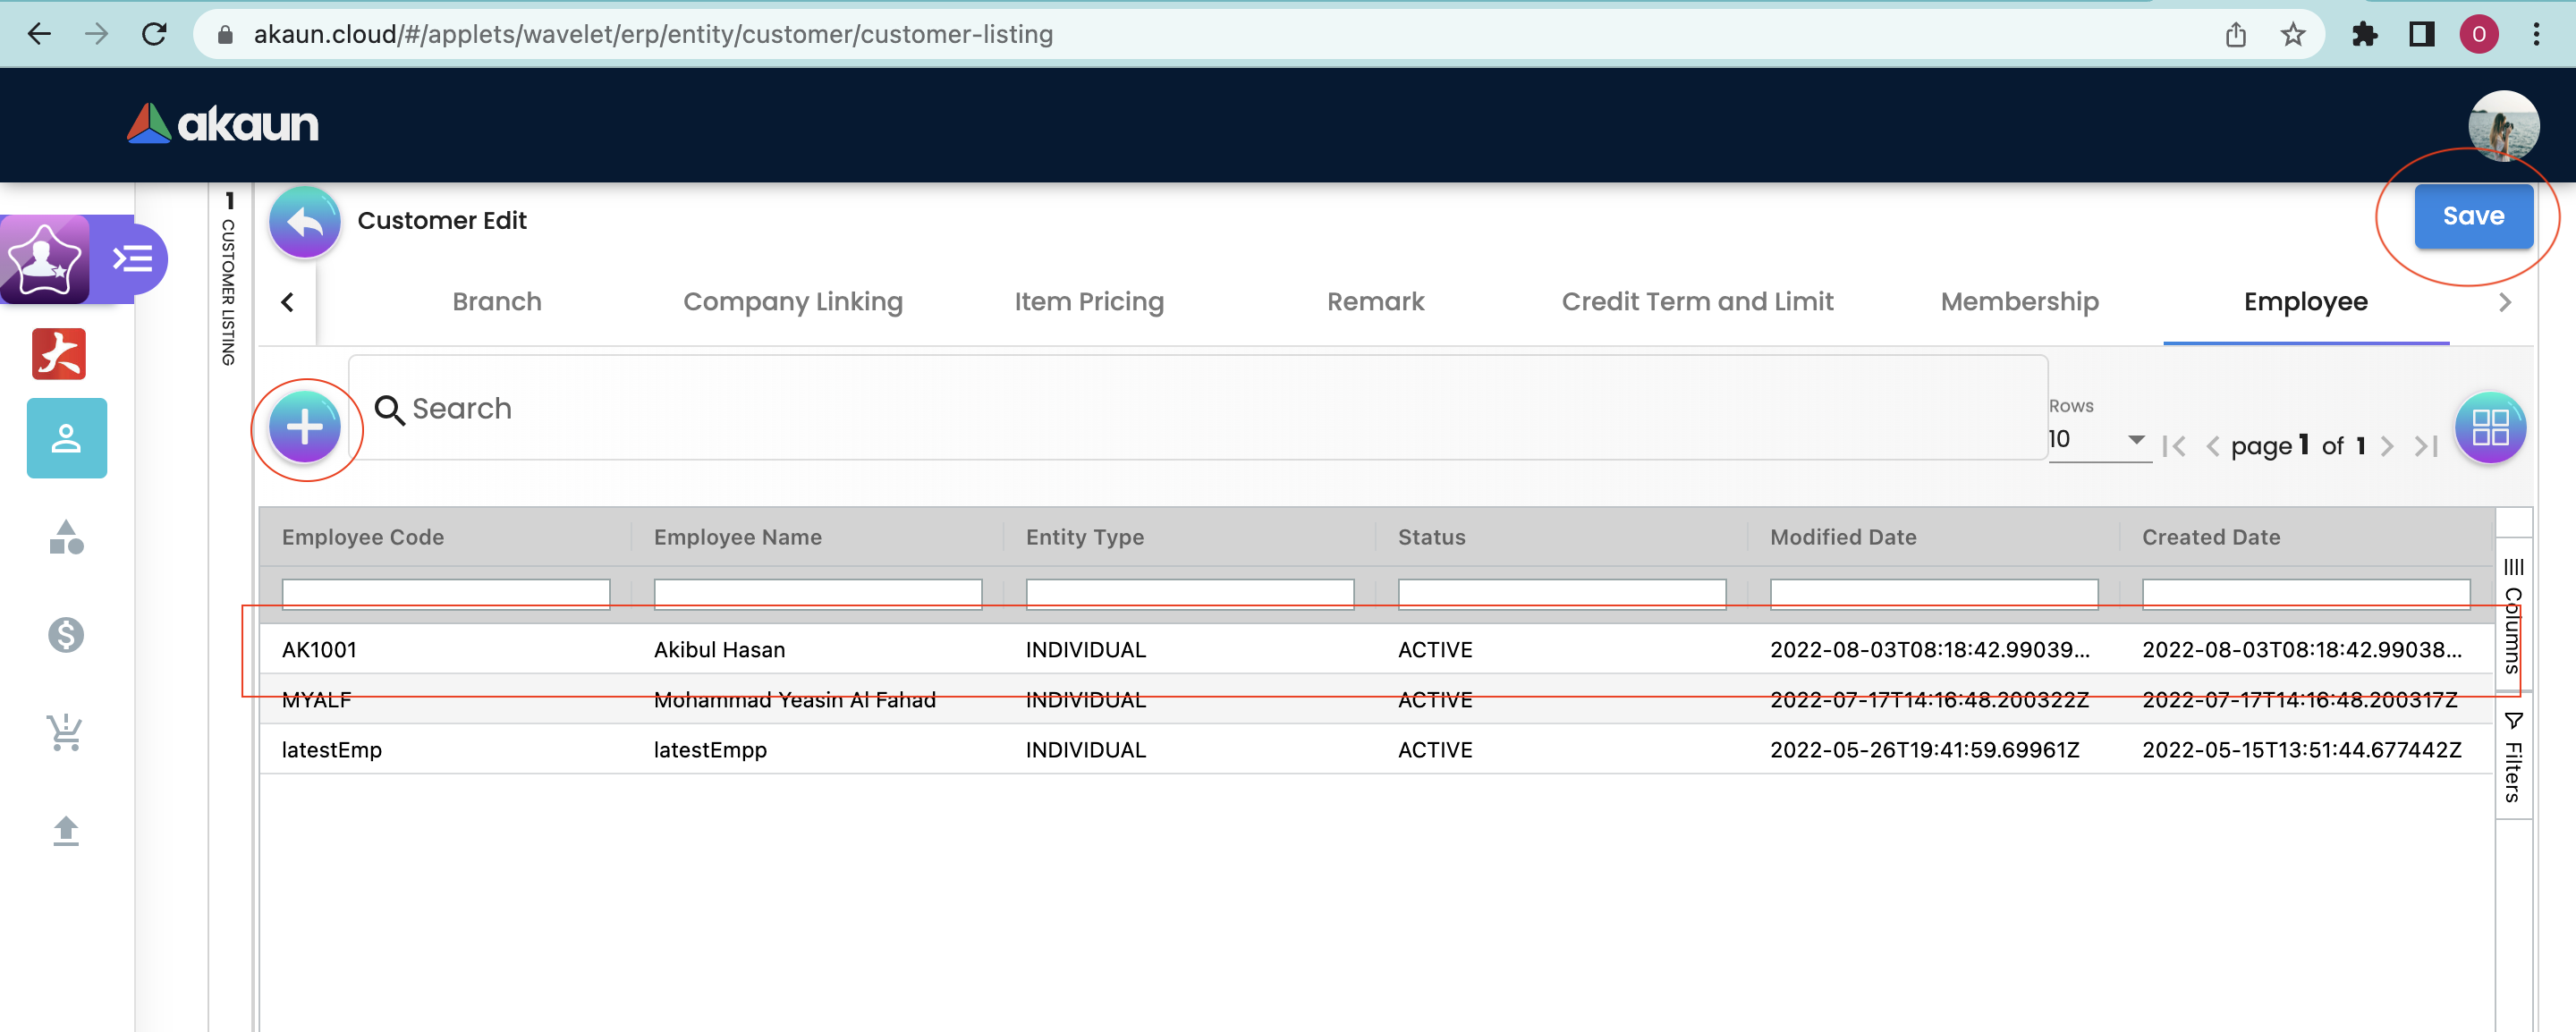 akaun.cloud/#/applets/wavelet/erp/entity/customer/customer-listing
O
akaun
1
CUSTOMER LISTING
Customer Edit
Save
Branch
Company Linking
Item Pricing
Remark
Credit Term and Limit
Membership
Employee
Search
Rows
10
page 1 of 1
Employee Code
Employee Name
Entity Type
Status
Modified Date
Created Date
AK1001 Akibul Hasan INDIVIDUAL ACTIVE 2022-08-03T08:18:42.99039... 2022-08-03T08:18:42.99038...
MYALF Mohammad Yeasin Al Fahad INDIVIDUAL ACTIVE 2022-07-17T14:16:48.200322Z 2022-07-17T14:16:48.200317Z
latestEmp latestEmpp INDIVIDUAL ACTIVE 2022-05-26T19:41:59.69961Z 2022-05-15T13:51:44.677442Z
Columns
Filters